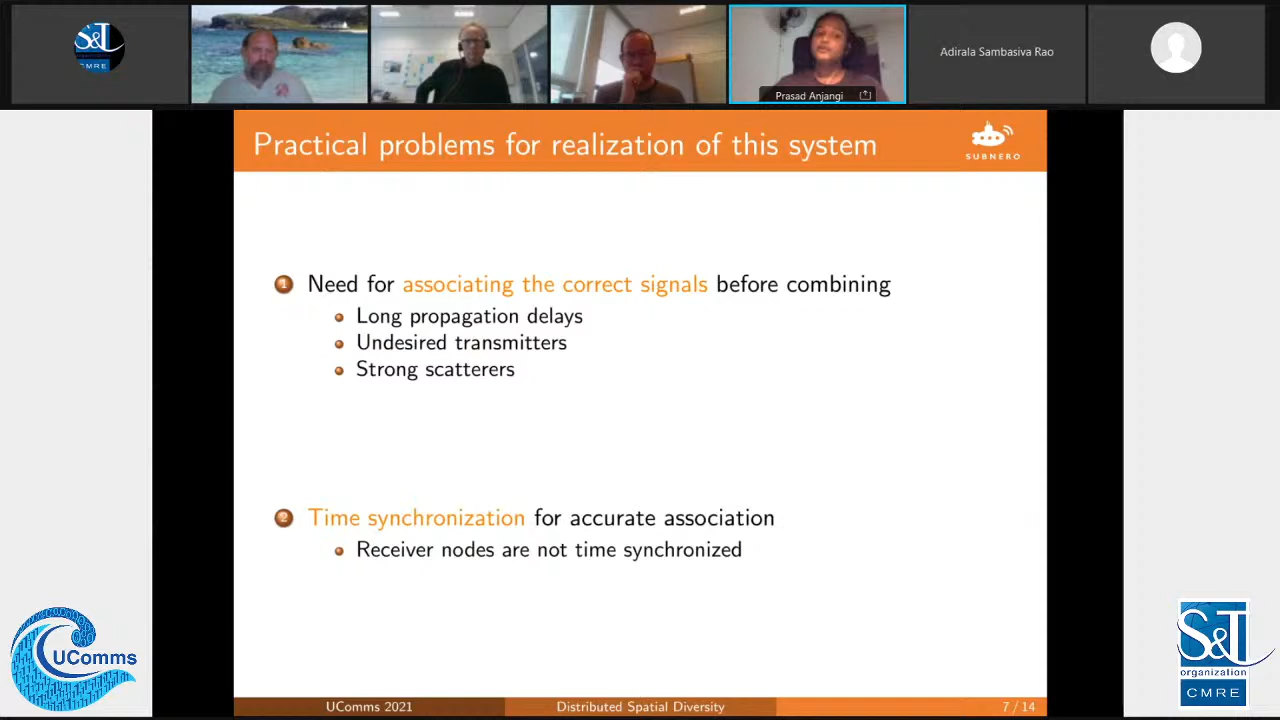 S&T
CMRE
Prasad Anjangi
Adirala Sambasiva Rao
Practical problems for realization of this system
SUBNERO
1 Need for associating the correct signals before combining
Long propagation delays
Undesired transmitters
Strong scatterers
2 Time synchronization for accurate association
Receiver nodes are not time synchronized
UComms
S&T
organization
CMRE
UComms 2021
Distributed Spatial Diversity
7 / 14